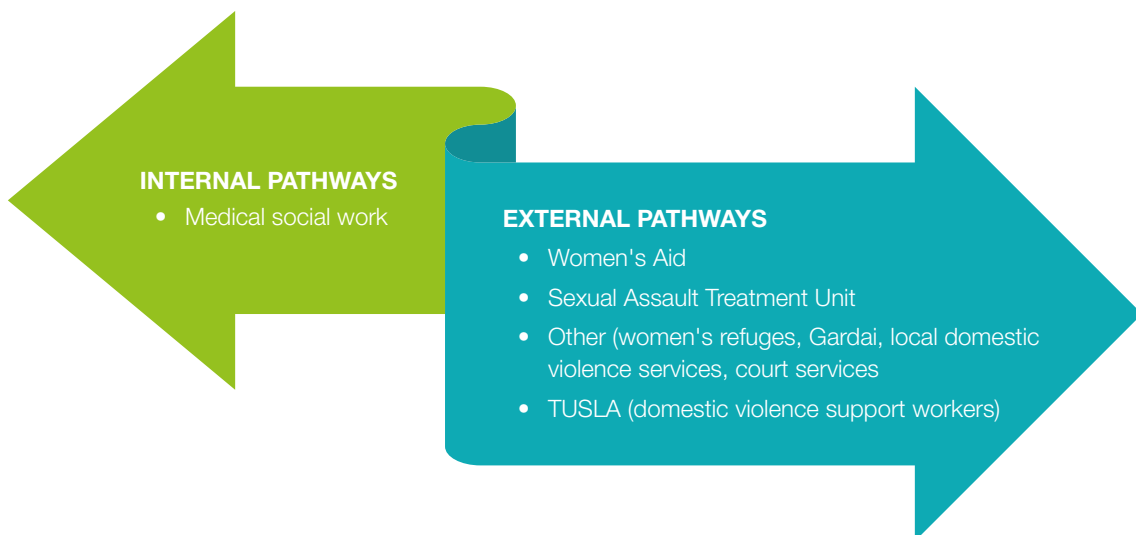 INTERNAL PATHWAYS
• Medical social work
EXTERNAL PATHWAYS
• Women's Aid
• Sexual Assault Treatment Unit
• Other (women's refuges, Gardai, local domestic
violence services, court services
• TUSLA (domestic violence support workers)